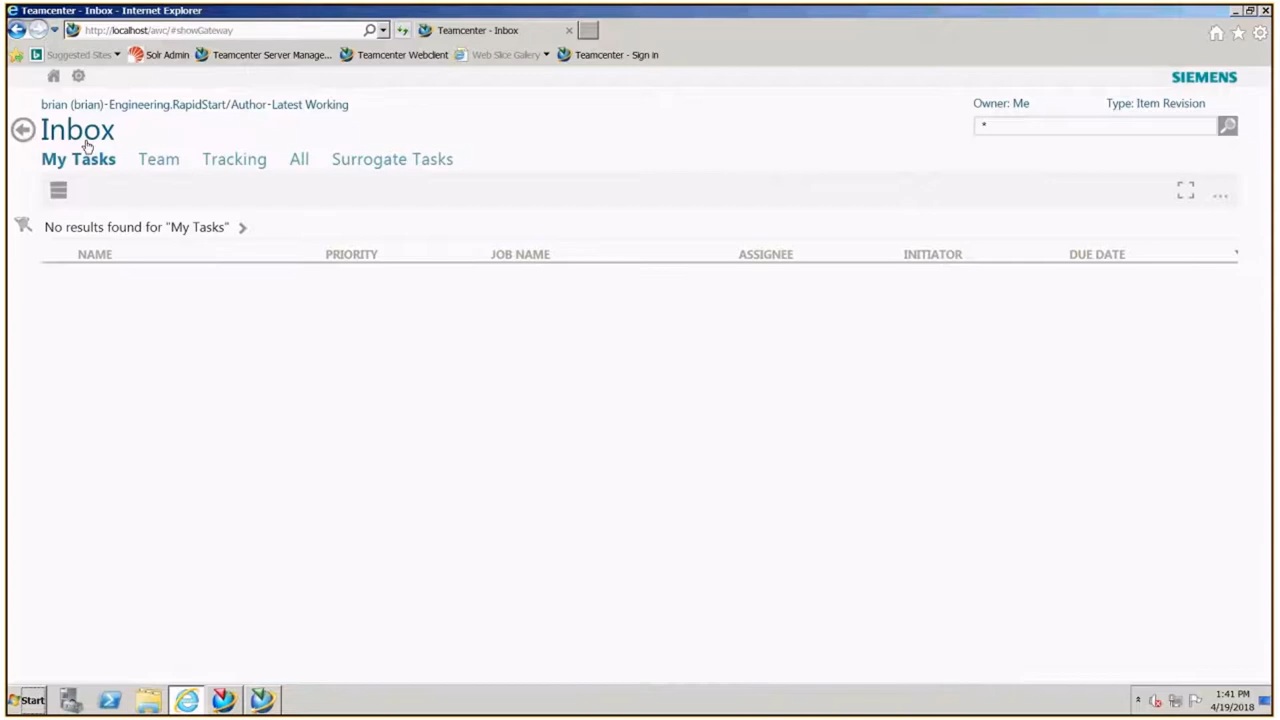 Teamcenter - Inbox - Internet Explorer
http://localhost/awc/#showGateway
Teamcenter - Inbox
Suggested Sites
Solr Admin
Teamcenter Server Manage...
Teamcenter Webclient
Web Slice Gallery
Teamcenter - Sign in
SIEMENS
brian (brian)-Engineering.RapidStart/Author-Latest Working
Owner: Me
Type: Item Revision
Inbox
*
My Tasks
Team
Tracking
All
Surrogate Tasks
...
No results found for "My Tasks"
NAME
PRIORITY
JOB NAME
ASSIGNEE
INITIATOR
DUE DATE
Start
1:41 PM
4/19/2018